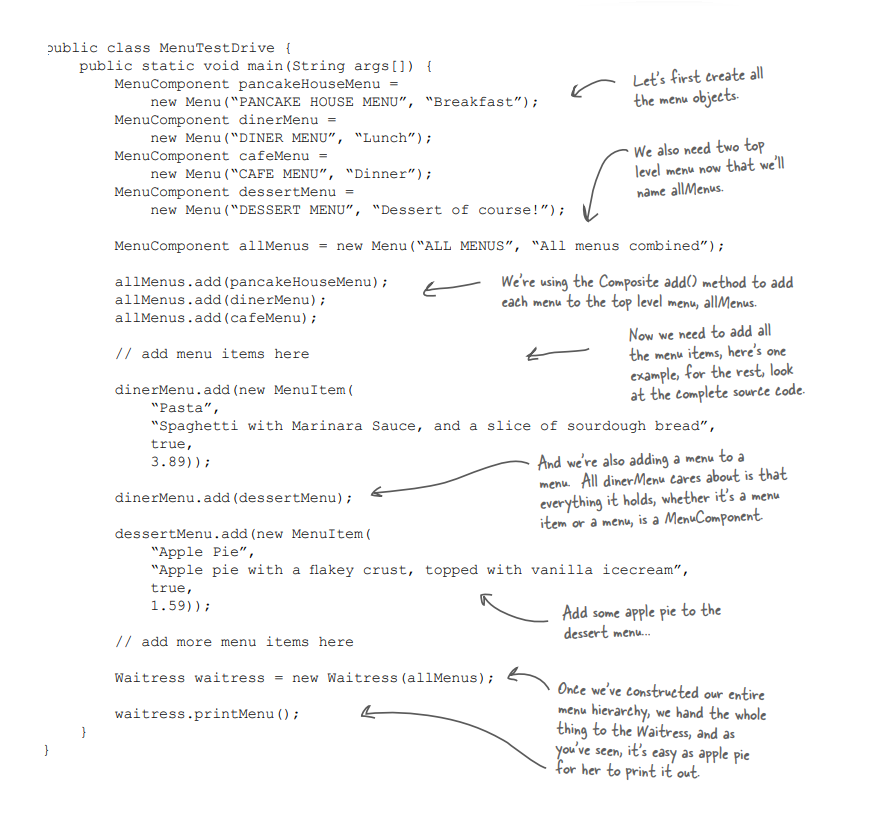 public class MenuTestDrive {
public static void main(String args[]) {
MenuComponent pancakeHouseMenu =
new Menu(“PANCAKE HOUSE MENU”, “Breakfast”);
MenuComponent dinerMenu =
new Menu(“DINER MENU”, “Lunch”);
MenuComponent cafeMenu =
new Menu(“CAFE MENU”, “Dinner”);
MenuComponent dessertMenu =
new Menu(“DESSERT MENU”, “Dessert of course!”);
Let's first create all
the menu objects.
We also need two top
level menu now that we'll
name allMenus.
MenuComponent allMenus = new Menu(“ALL MENUS”, “All menus combined”);
allMenus.add(pancakeHouseMenu);
allMenus.add(dinerMenu);
allMenus.add(cafeMenu);
We're using the Composite add() method to add
each menu to the top level menu, allMenus.
// add menu items here
Now we need to add all
the menu items, here's one
example, for the rest, look
at the complete source code.
dinerMenu.add(new MenuItem(
“Pasta”,
“Spaghetti with Marinara Sauce, and a slice of sourdough bread”,
true,
3.89));
dinerMenu.add(dessertMenu);
And we're also adding a menu to a
menu. All dinerMenu cares about is that
everything it holds, whether it's a menu
item or a menu, is a MenuComponent.
dessertMenu.add(new MenuItem(
“Apple Pie”,
“Apple pie with a flakey crust, topped with vanilla icecream”,
true,
1.59));
Add some apple pie to the
dessert menu...
// add more menu items here
Waitress waitress = new Waitress(allMenus);
waitress.printMenu();
Once we've constructed our entire
menu hierarchy, we hand the whole
thing to the Waitress, and as
you've seen, it's easy as apple pie
for her to print it out.
}
}